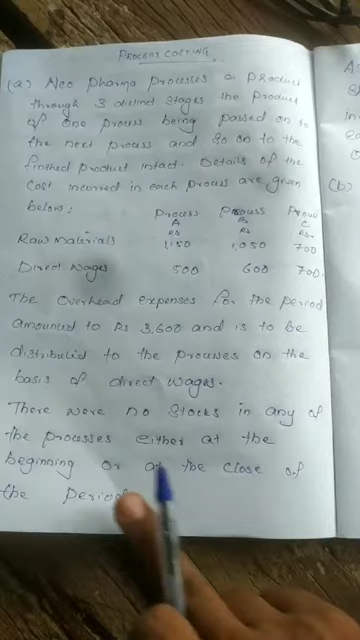 PROCESS COSTING
(a) Neo Pharma Processes a Product
through 3 distinct stages the Product
of one process being passed on to
the next process and so on to the
finished product intact. Details of the
cost incurred in each process are given
below:
Process Process Process
A B C
Rs Rs Rs.
Raw Materials 1,150 1,050 700
Direct Wages 500 600 700.
The overhead expenses for the period
amounted to Rs 3,600 and is to be
distributed to the processes on the
basis of direct wages.
There were no stocks in any of
the processes either at the
beginning or at the close of
the period
(b)